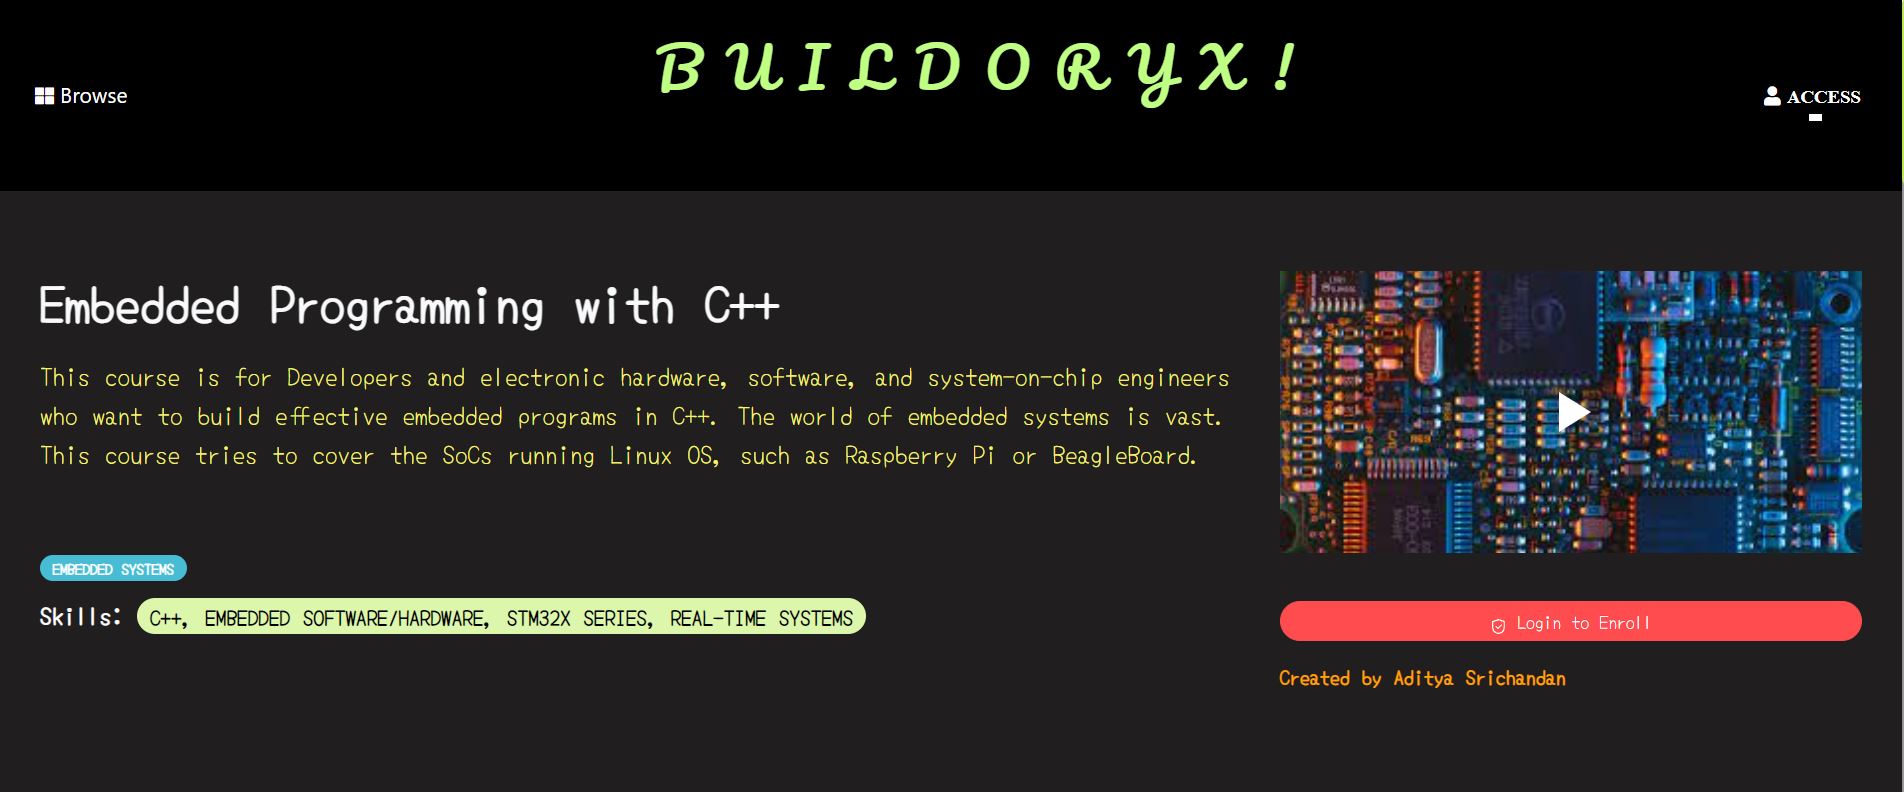 BUILDORYX!
Browse
ACCESS
Embedded Programming with C++
This course is for Developers and electronic hardware, software, and system-on-chip engineers
who want to build effective embedded programs in C++. The world of embedded systems is vast.
This course tries to cover the SoCs running Linux OS, such as Raspberry Pi or BeagleBoard.
EMBEDDED SYSTEMS
Skills: C++, EMBEDDED SOFTWARE/HARDWARE, STM32X SERIES, REAL-TIME SYSTEMS
Login to Enroll
Created by Aditya Srichandan